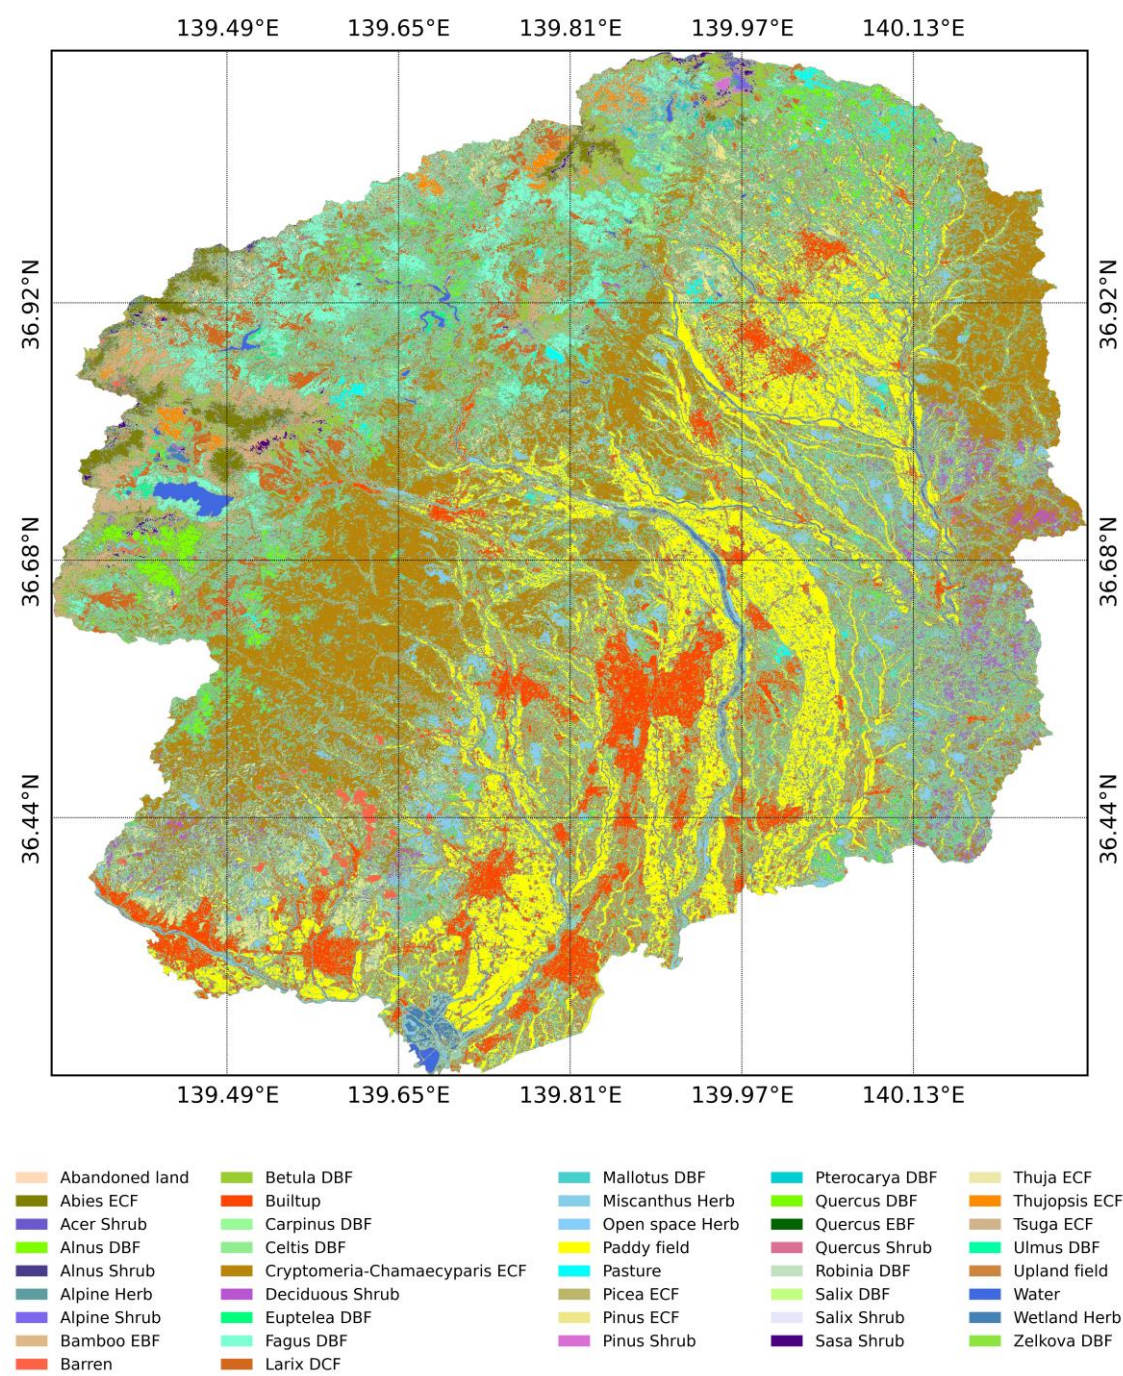 139.49°E 139.65°E 139.81°E 139.97°E 140.13°E
36.92°N 36.92°N
36.68°N 36.68°N
36.44°N 36.44°N
139.49°E 139.65°E 139.81°E 139.97°E 140.13°E
Abandoned land
Abies ECF
Acer Shrub
Alnus DBF
Alnus Shrub
Alpine Herb
Alpine Shrub
Bamboo EBF
Barren
Betula DBF
Builtup
Carpinus DBF
Celtis DBF
Cryptomeria-Chamaecyparis ECF
Deciduous Shrub
Euptelea DBF
Fagus DBF
Larix DCF
Mallotus DBF
Miscanthus Herb
Open space Herb
Paddy field
Pasture
Picea ECF
Pinus ECF
Pinus Shrub
Pterocarya DBF
Quercus DBF
Quercus EBF
Quercus Shrub
Robinia DBF
Salix DBF
Salix Shrub
Sasa Shrub
Thuja ECF
Thujopsis ECF
Tsuga ECF
Ulmus DBF
Upland field
Water
Wetland Herb
Zelkova DBF